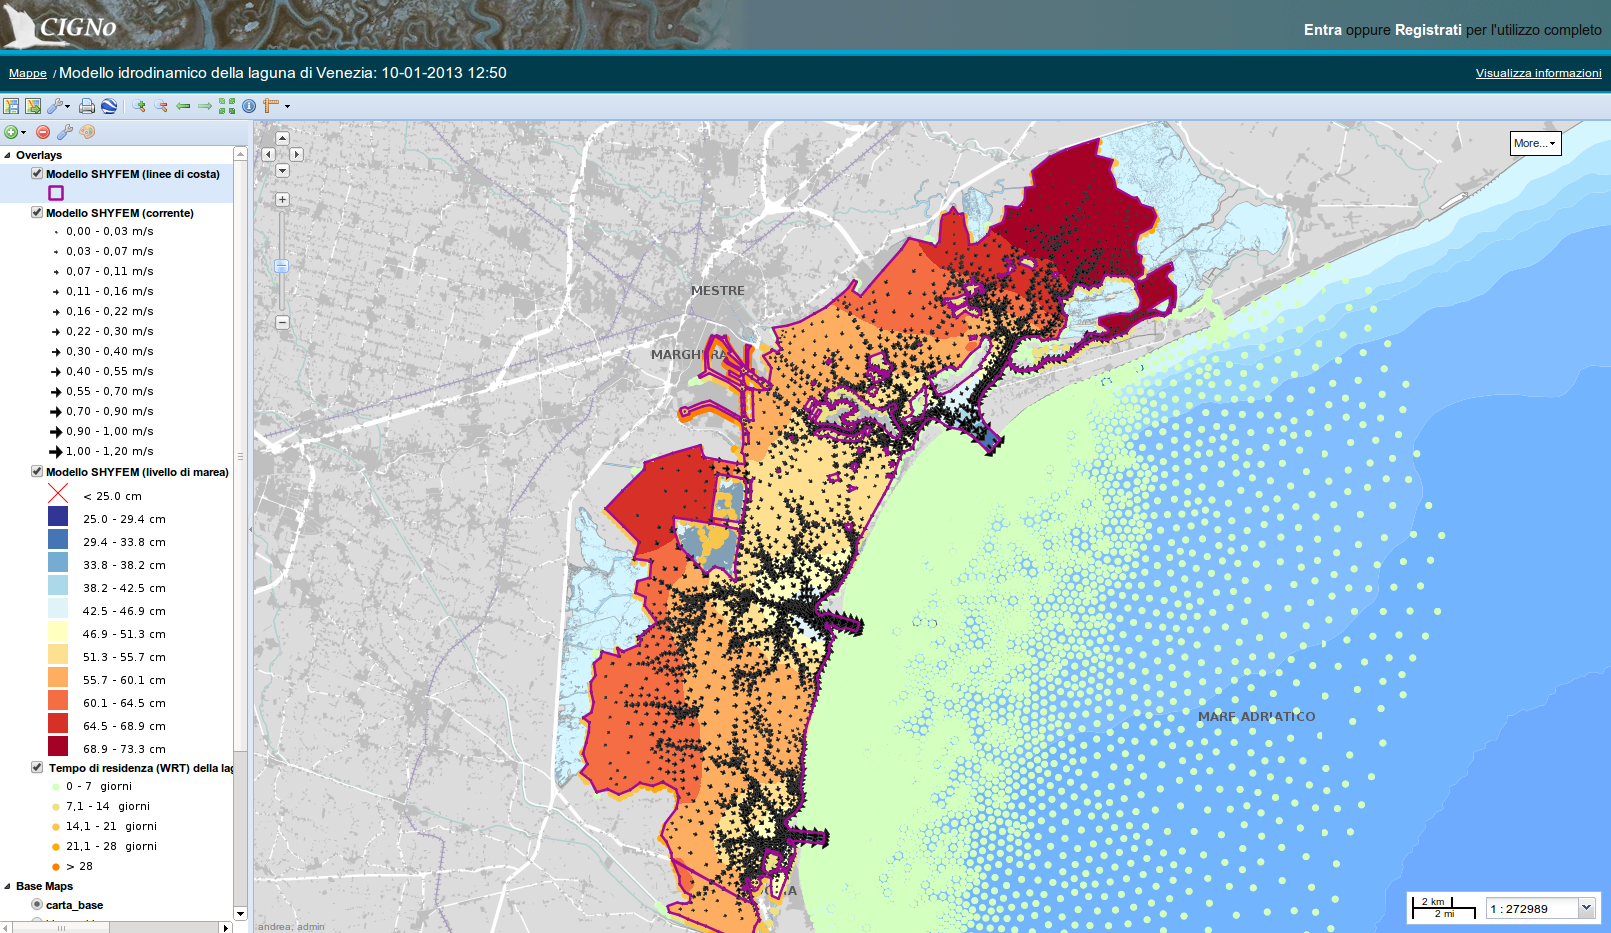 CIGNo
Entra oppure Registrati per l'utilizzo completo
Mappe / Modello idrodinamico della laguna di Venezia: 10-01-2013 12:50
Visualizza informazioni
More...
Overlays
Modello SHYFEM (linee di costa)
Modello SHYFEM (corrente)
0,00 - 0,03 m/s
0,03 - 0,07 m/s
0,07 - 0,11 m/s
0,11 - 0,16 m/s
0,16 - 0,22 m/s
0,22 - 0,30 m/s
0,30 - 0,40 m/s
0,40 - 0,55 m/s
0,55 - 0,70 m/s
0,70 - 0,90 m/s
0,90 - 1,00 m/s
1,00 - 1,20 m/s
Modello SHYFEM (livello di marea)
< 25.0 cm
25.0 - 29.4 cm
29.4 - 33.8 cm
33.8 - 38.2 cm
38.2 - 42.5 cm
42.5 - 46.9 cm
46.9 - 51.3 cm
51.3 - 55.7 cm
55.7 - 60.1 cm
60.1 - 64.5 cm
64.5 - 68.9 cm
68.9 - 73.3 cm
Tempo di residenza (WRT) della lag
0 - 7 giorni
7,1 - 14 giorni
14,1 - 21 giorni
21,1 - 28 giorni
> 28
Base Maps
carta_base
MESTRE
MARGHERA
MARE ADRIATICO
andrea, admin
2 km
2 mi
1 : 272989